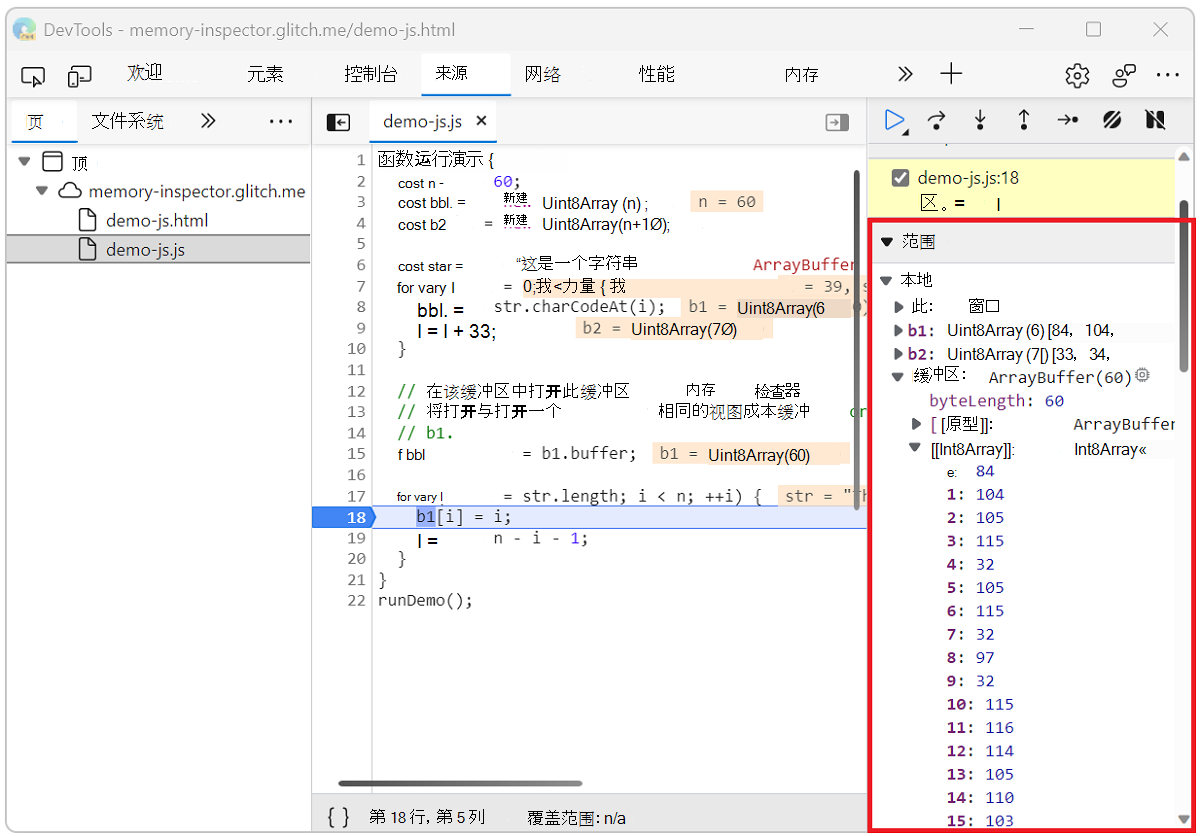 DevTools - memory-inspector.glitch.me/demo-js.html
欢迎 元素 控制台 来源 网络 性能 内存
页 文件系统
顶
memory-inspector.glitch.me
demo-js.html
demo-js.js
demo-js.js
1 函数运行演示 {
2 cost n - 60;
3 cost bbl. = 新建 Uint8Array (n) ; n = 60
4 cost b2 = 新建 Uint8Array(n+1Ø);
5
6 cost star = “这是一个字符串 ArrayBuffer
7 for vary l = 0;我<力量 { 我 = 39, s
8 bbl. = str.charCodeAt(i); b1 = Uint8Array(6 0)
9 l = l + 33; b2 = Uint8Array(7Ø)
10 }
11
12 // 在该缓冲区中打开此缓冲区 内存 检查器
13 // 将打开与打开一个 相同的视图成本缓冲 or
14 // b1.
15 f bbl = b1.buffer; b1 = Uint8Array(60)
16
17 for vary l = str.length; i < n; ++i) { str = "Th
18 b1[i] = i;
19 l = n - i - 1;
20 }
21 }
22 runDemo();
{ } 第 18 行, 第 5 列 覆盖范围: n/a
demo-js.js:18
区。 = l
范围
本地
此: 窗口
b1: Uint8Array (6) [84, 104,
b2: Uint8Array (7[) [33, 34,
缓冲区: ArrayBuffer(60)
byteLength: 60
[ [原型]]: ArrayBuffer
[[Int8Array]]: Int8Array«
e: 84
1: 104
2: 105
3: 115
4: 32
5: 105
6: 115
7: 32
8: 97
9: 32
10: 115
11: 116
12: 114
13: 105
14: 110
15: 103